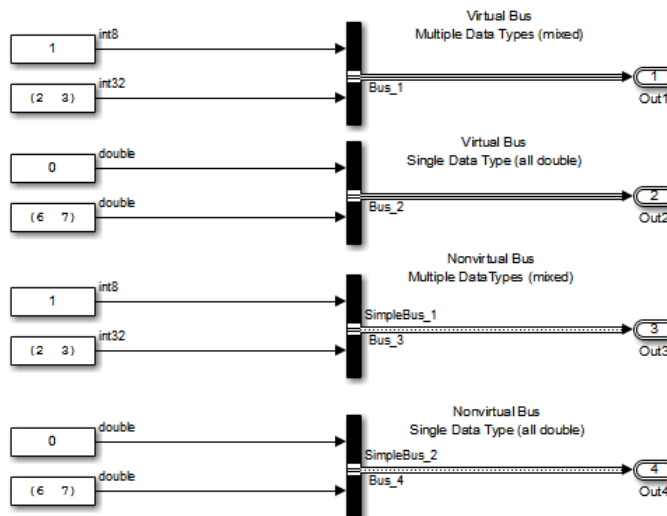 Virtual Bus
Multiple Data Types (mixed)
1
int8
(2 3)
int32
Bus_1
1
Out1
Virtual Bus
Single Data Type (all double)
0
double
(6 7)
double
Bus_2
2
Out2
Nonvirtual Bus
Multiple DataTypes (mixed)
1
int8
(2 3)
int32
SimpleBus_1
Bus_3
3
Out3
Nonvirtual Bus
Single Data Type (all double)
0
double
(6 7)
double
SimpleBus_2
Bus_4
4
Out4